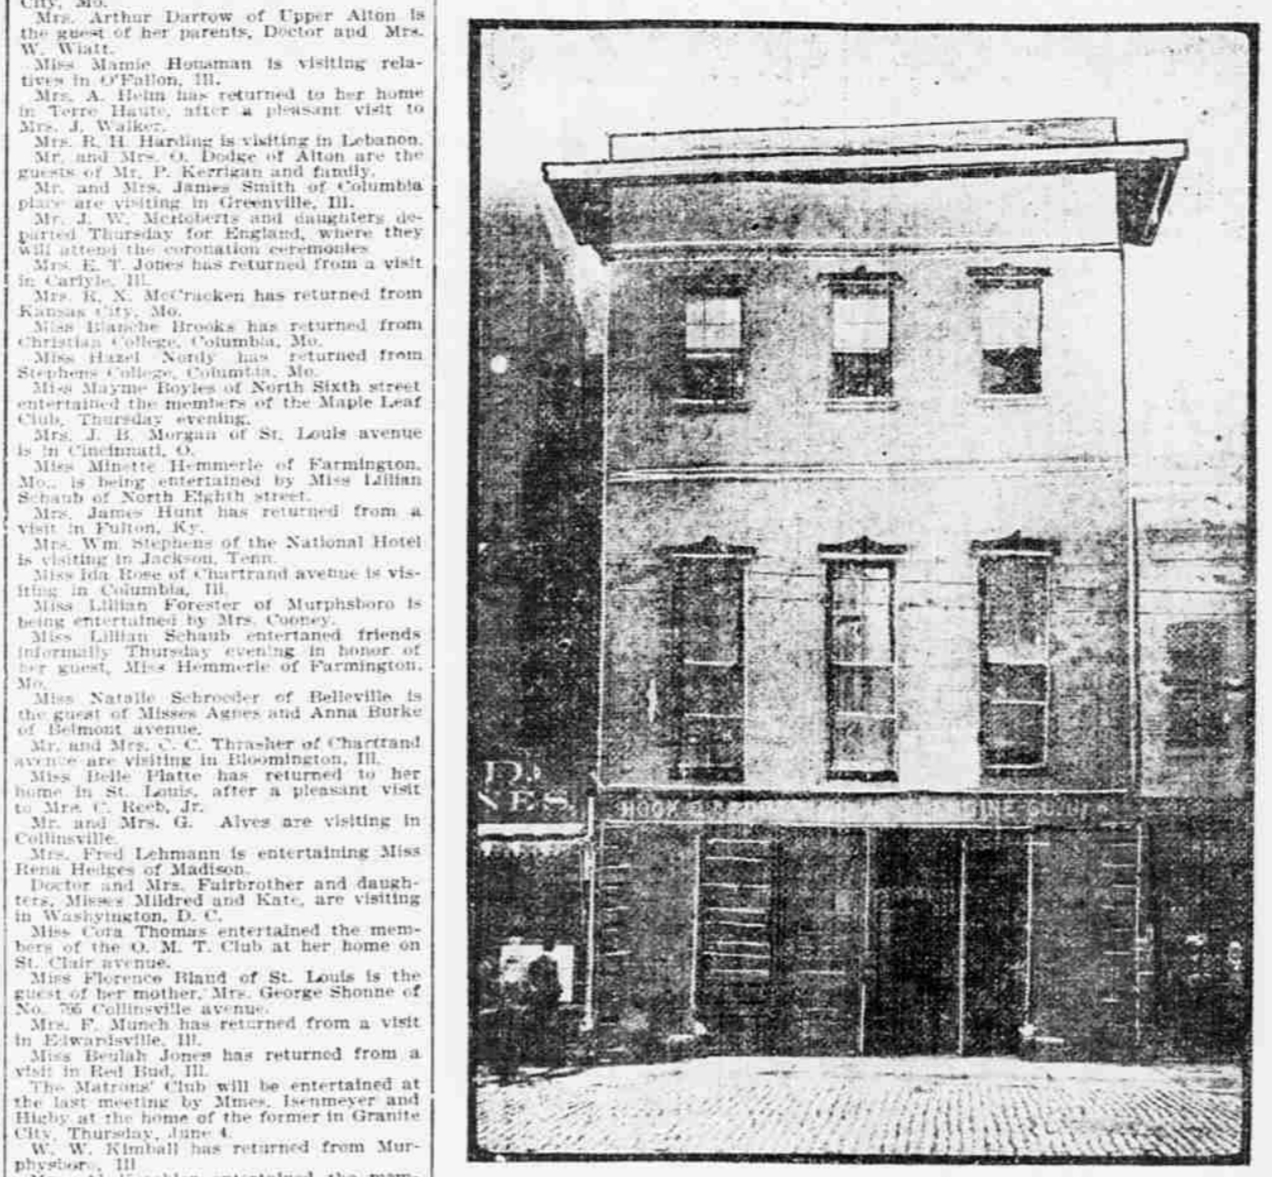 City, Mo.
Mrs. Arthur Darrow of Upper Alton is
the guest of her parents, Doctor and Mrs.
W. Wiatt.
Miss Mamie Housman is visiting rela-
tives in O'Fallon, Ill.
Mrs. A. Helm has returned to her home
in Terre Haute, after a pleasant visit to
Mrs. J. Walker.
Mrs. R. H. Harding is visiting in Lebanon.
Mr. and Mrs. O. Dodge of Alton are the
guests of Mr. P. Kerrigan and family.
Mr. and Mrs. James Smith of Columbia
place are visiting in Greenville, Ill.
Mr. J. W. McRoberts and daughters de-
parted Thursday for England, where they
will attend the coronation ceremonies
Mrs. E. T. Jones has returned from a visit
in Carlyle, Ill.
Mrs. R. N. McCracken has returned from
Kansas City, Mo.
Miss Blanche Brooks has returned from
Christian College, Columbia, Mo.
Miss Hazel Nordy has returned from
Stephens College, Columbia, Mo.
Miss Mayme Boyles of North Sixth street
entertained the members of the Maple Leaf
Club, Thursday evening.
Mrs. J. B. Morgan of St. Louis avenue
is in Cincinnati, O.
Miss Minette Hemmerle of Farmington,
Mo., is being entertained by Miss Lillian
Schaub of North Eighth street.
Mrs. James Hunt has returned from a
visit in Fulton, Ky.
Mrs. Wm. Stephens of the National Hotel
is visiting in Jackson, Tenn.
Miss Ida Rose of Chartrand avenue is vis-
iting in Columbia, Ill.
Miss Lillian Forester of Murphsboro is
being entertained by Mrs. Cooney.
Miss Lillian Schaub entertaned friends
informally Thursday evening in honor of
her guest, Miss Hemmerle of Farmington,
Mo.
Miss Natalie Schroeder of Belleville is
the guest of Misses Agnes and Anna Burke
of Belmont avenue.
Mr. and Mrs. C. C. Thrasher of Chartrand
avenue are visiting in Bloomington, Ill.
Miss Belle Platte has returned to her
home in St. Louis, after a pleasant visit
to Mrs. C. Reeb, Jr.
Mr. and Mrs. G. Alves are visiting in
Collinsville.
Mrs. Fred Lehmann is entertaining Miss
Rena Hedges of Madison.
Doctor and Mrs. Fairbrother and daugh-
ters, Misses Mildred and Kate, are visiting
in Washyington, D. C.
Miss Cora Thomas entertained the mem-
bers of the O. M. T. Club at her home on
St. Clair avenue.
Miss Florence Bland of St. Louis is the
guest of her mother, Mrs. George Shonne of
No. 706 Collinsville avenue.
Mrs. F. Munch has returned from a visit
in Edwardsville, Ill.
Miss Beulah Jones has returned from a
visit in Red Bud, Ill.
The Matrons' Club will be entertained at
the last meeting by Mmes. Isenmeyer and
Higby at the home of the former in Granite
City, Thursday, June 4.
W. W. Kimball has returned from Mur-
physboro, Ill
entertained the mem-
HOOK